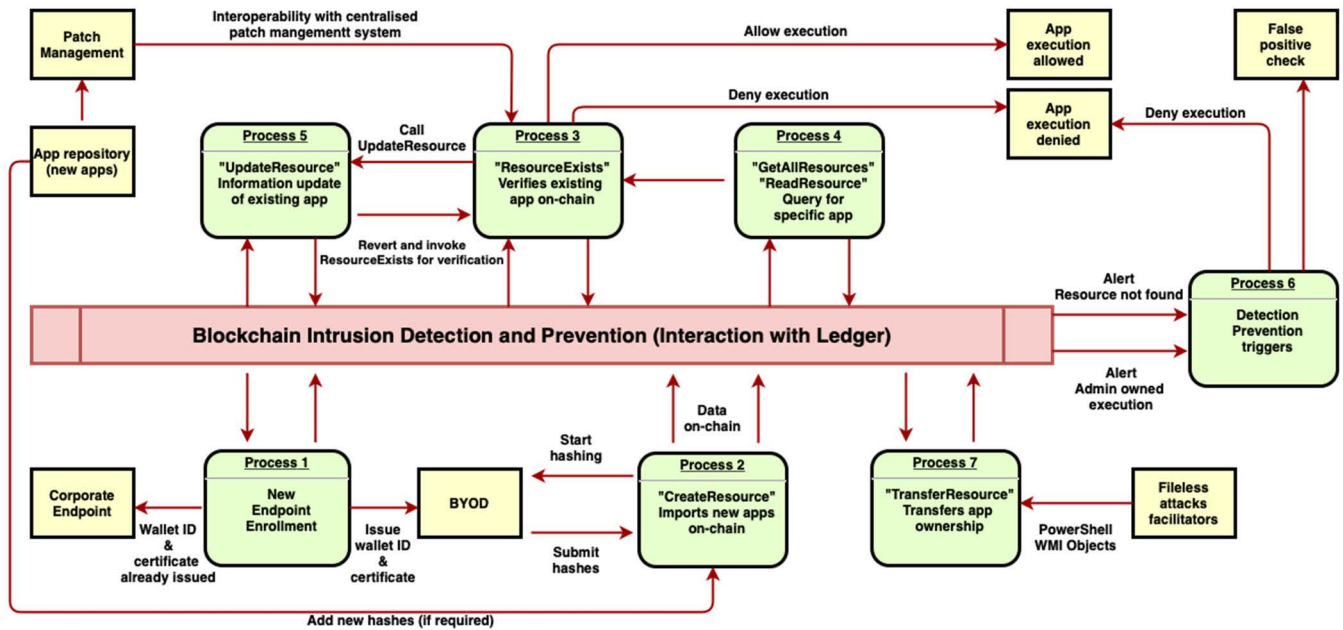 Patch
Management
Interoperability with centralised
patch mangementt system
Allow execution
App
execution
allowed
False
positive
check
Deny execution
App
execution
denied
Deny execution
App repository
(new apps)
Process 5
"UpdateResource"
Information update
of existing app
Call
UpdateResource
Process 3
"ResourceExists"
Verifies existing
app on-chain
Process 4
"GetAllResources"
"ReadResource"
Query for
specific app
Revert and invoke
ResourceExists for verification
Alert
Resource not found
Process 6
Detection
Prevention
triggers
Blockchain Intrusion Detection and Prevention (Interaction with Ledger)
Alert
Admin owned
execution
Data
on-chain
Corporate
Endpoint
Process 1
New
Endpoint
Enrollment
Wallet ID
&
certificate
already issued
Issue
wallet ID
&
certificate
BYOD
Start
hashing
Submit
hashes
Process 2
"CreateResource"
Imports new apps
on-chain
Process 7
"TransferResource"
Transfers app
ownership
PowerShell
WMI Objects
Fileless
attacks
facilitators
Add new hashes (if required)